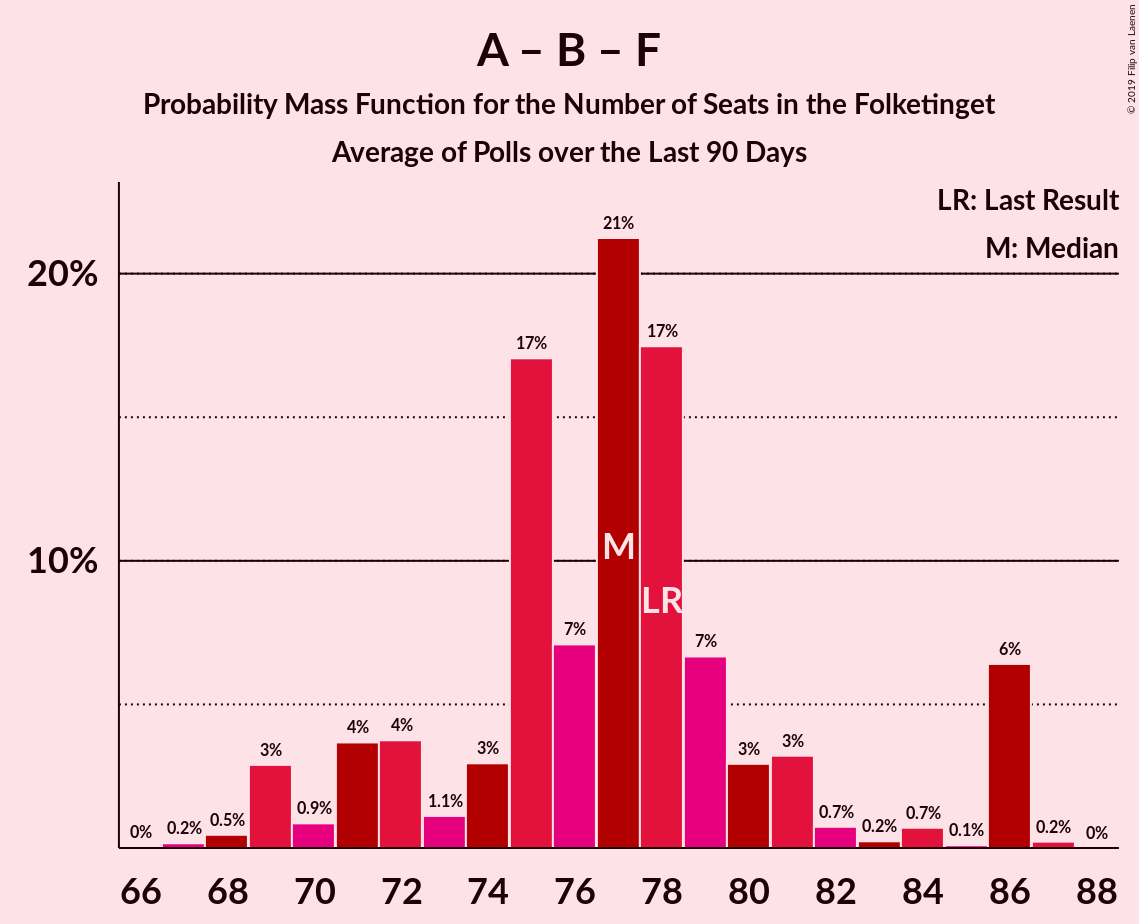 A – B – F
Probability Mass Function for the Number of Seats in the Folketinget
Average of Polls over the Last 90 Days
© 2019 Filip van Laenen
LR: Last Result
M: Median
20%
10%
0%
0.2%
0.5%
3%
0.9%
4%
4%
1.1%
3%
17%
7%
21%
17%
7%
3%
3%
0.7%
0.2%
0.7%
0.1%
6%
0.2%
0%
M
LR
66 68 70 72 74 76 78 80 82 84 86 88